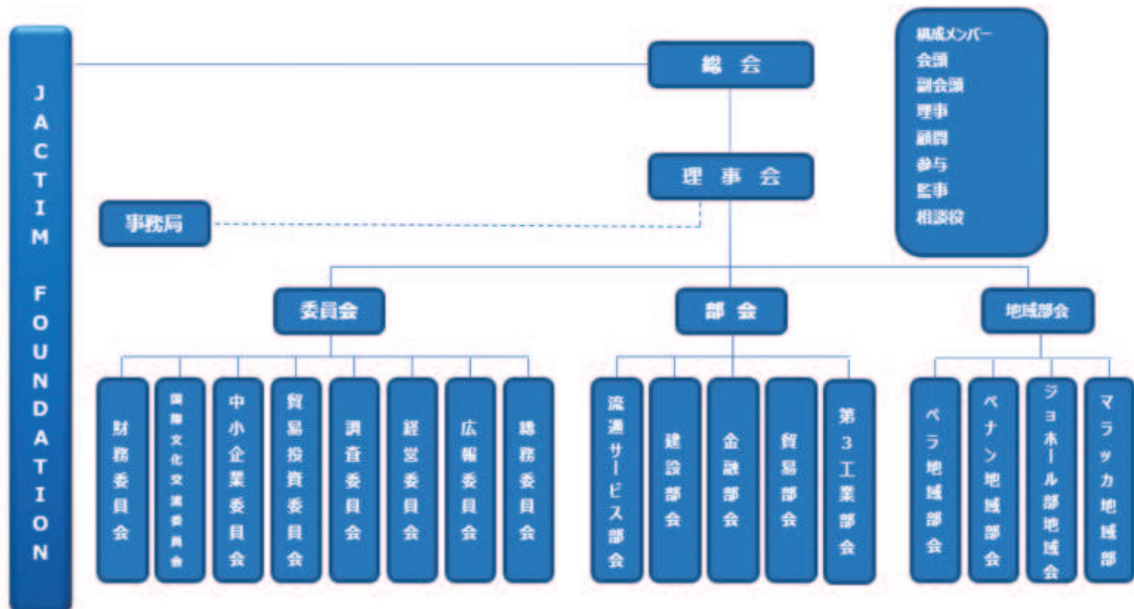 JACTIM FOUNDATION
総会
構成メンバー
会頭
副会頭
理事
顧問
参与
監事
相談役
理事会
事務局
委員会
部会
地域部会
財務委員会
国際文化交流委員会
中小企業委員会
貿易投資委員会
調査委員会
経営委員会
広報委員会
総務委員会
流通サービス部会
建設部会
金融部会
貿易部会
第3工業部会
ペラ地域部会
ペナン地域部会
ジョホール部地域会
マラッカ地域部